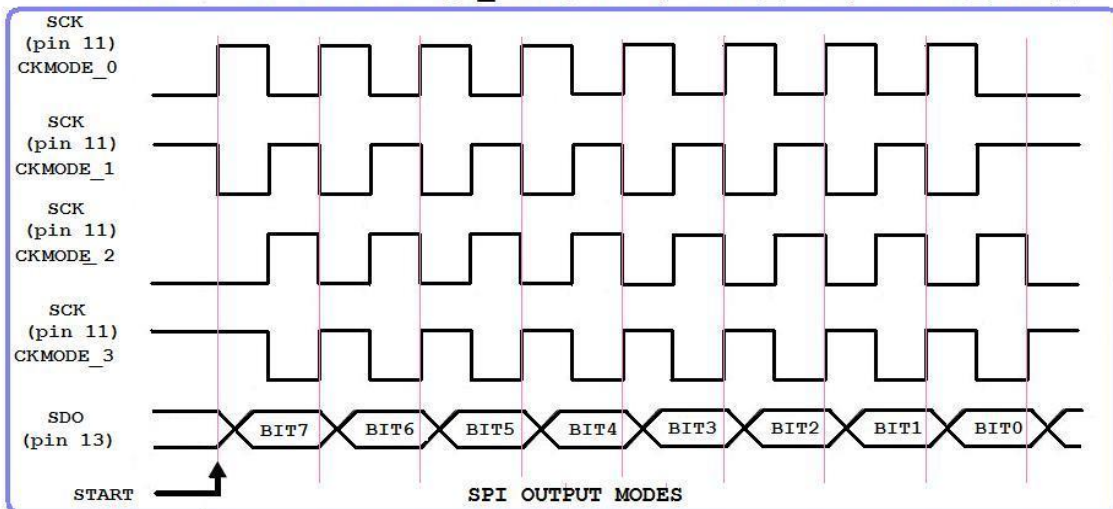 SCK
(pin 11)
CKMODE_0
SCK
(pin 11)
CKMODE_1
SCK
(pin 11)
CKMODE_2
SCK
(pin 11)
CKMODE_3
SDO
(pin 13)
BIT7 BIT6 BIT5 BIT4 BIT3 BIT2 BIT1 BIT0
START
SPI OUTPUT MODES